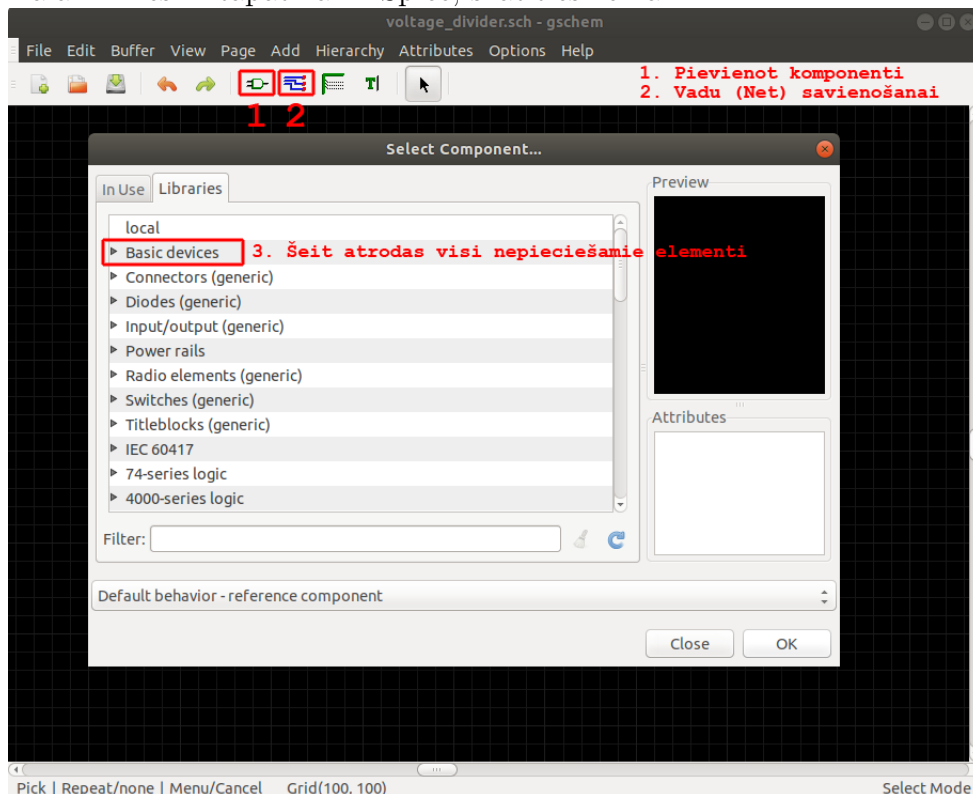 voltage_divider.sch - gschem
File Edit Buffer View Page Add Hierarchy Attributes Options Help
1. Pievienot komponenti
2. Vadu (Net) savienošanai
1 2
Select Component...
In Use Libraries
Preview
local
Basic devices
3. Šeit atrodas visi nepieciešamie elementi
Connectors (generic)
Diodes (generic)
Input/output (generic)
Power rails
Radio elements (generic)
Switches (generic)
Titleblocks (generic)
IEC 60417
74-series logic
4000-series logic
Attributes
Filter:
Default behavior - reference component
Close OK
Pick | Repeat/none | Menu/Cancel Grid(100, 100) Select Mode